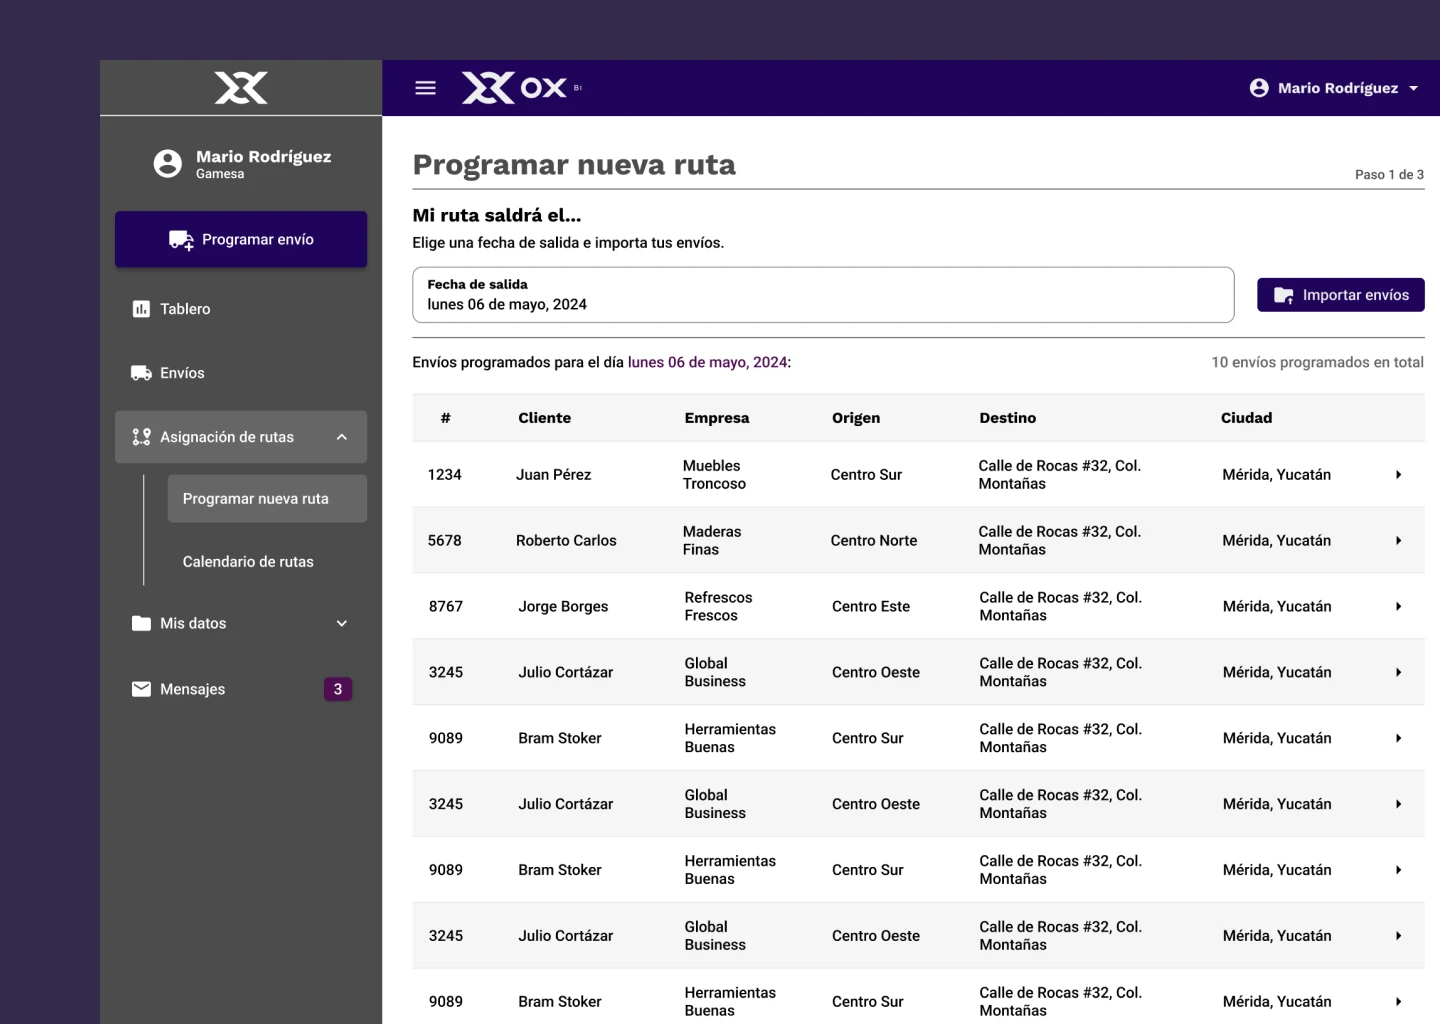 OX BI
Mario Rodríguez
Mario Rodríguez
Gamesa
Programar envío
Tablero
Envíos
Asignación de rutas
Programar nueva ruta
Calendario de rutas
Mis datos
Mensajes 3
Programar nueva ruta
Paso 1 de 3
Mi ruta saldrá el...
Elige una fecha de salida e importa tus envíos.
Fecha de salida
lunes 06 de mayo, 2024
Importar envíos
Envíos programados para el día lunes 06 de mayo, 2024:
10 envíos programados en total
# Cliente Empresa Origen Destino Ciudad
1234 Juan Pérez Muebles Troncoso Centro Sur Calle de Rocas #32, Col. Montañas Mérida, Yucatán
5678 Roberto Carlos Maderas Finas Centro Norte Calle de Rocas #32, Col. Montañas Mérida, Yucatán
8767 Jorge Borges Refrescos Frescos Centro Este Calle de Rocas #32, Col. Montañas Mérida, Yucatán
3245 Julio Cortázar Global Business Centro Oeste Calle de Rocas #32, Col. Montañas Mérida, Yucatán
9089 Bram Stoker Herramientas Buenas Centro Sur Calle de Rocas #32, Col. Montañas Mérida, Yucatán
3245 Julio Cortázar Global Business Centro Oeste Calle de Rocas #32, Col. Montañas Mérida, Yucatán
9089 Bram Stoker Herramientas Buenas Centro Sur Calle de Rocas #32, Col. Montañas Mérida, Yucatán
3245 Julio Cortázar Global Business Centro Oeste Calle de Rocas #32, Col. Montañas Mérida, Yucatán
9089 Bram Stoker Herramientas Buenas Centro Sur Calle de Rocas #32, Col. Montañas Mérida, Yucatán